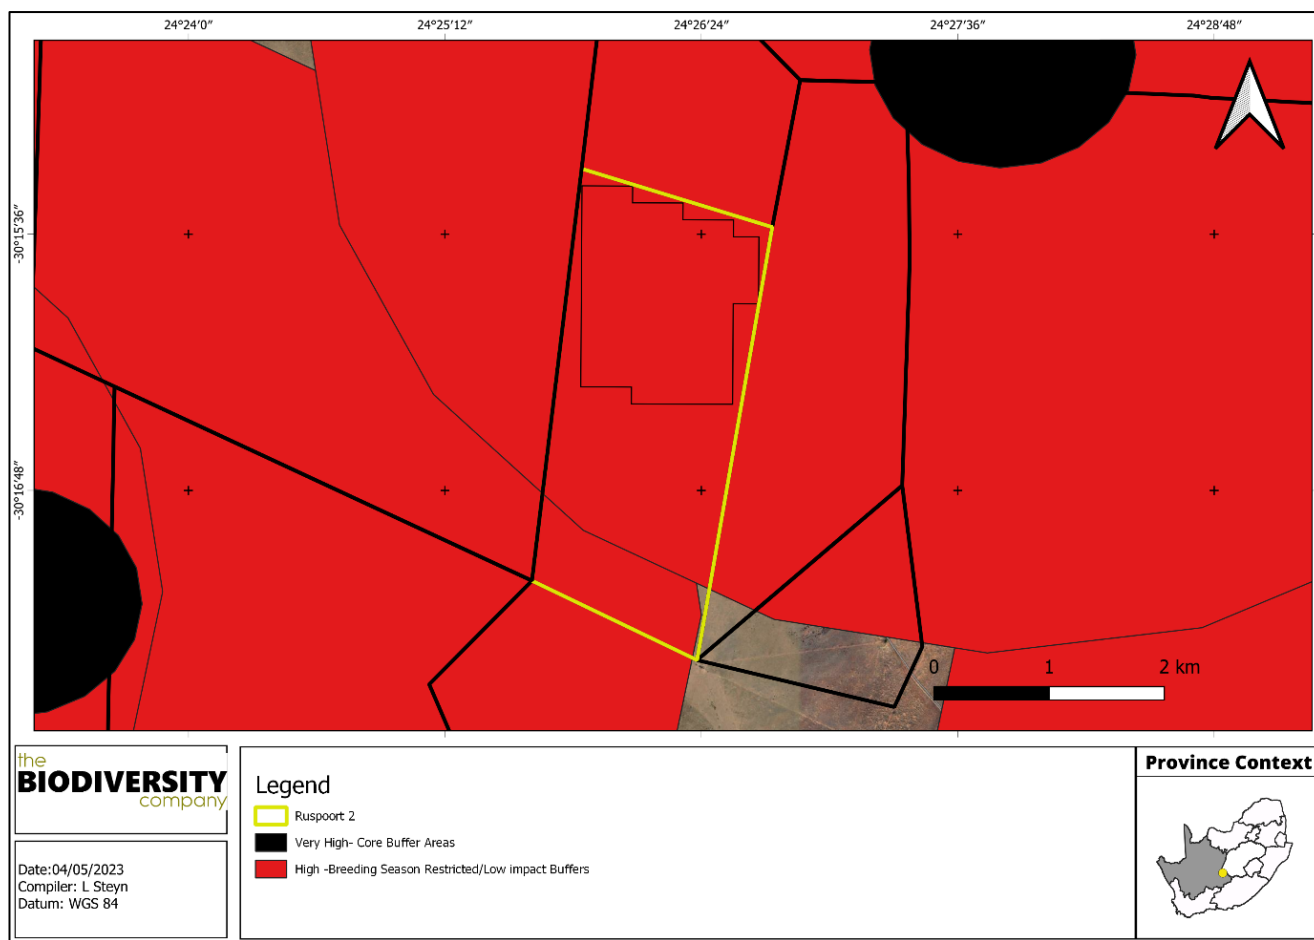 24°24′0″ 24°25′12″ 24°26′24″ 24°27′36″ 24°28′48″
-30°15′36″
-30°16′48″
0 1 2 km
the
BIODIVERSITY
company
Date:04/05/2023
Compiler: L Steyn
Datum: WGS 84
Legend
Ruspoort 2
Very High- Core Buffer Areas
High -Breeding Season Restricted/Low impact Buffers
Province Context